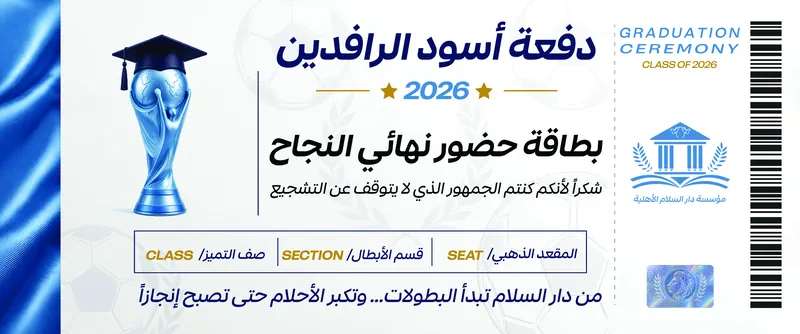 دفعة أسود الرافدين
2026
بطاقة حضور نهائي النجاح
شكراً لأنكم كنتم الجمهور الذي لا يتوقف عن التشجيع
المقعد الذهبي/ SEAT
قسم الأبطال/ SECTION
صف التميز/ CLASS
من دار السلام تبدأ البطولات... وتكبر الأحلام حتى تصبح إنجازاً
GRADUATION
CEREMONY
CLASS OF 2026
مؤسسة دار السلام الأهلية